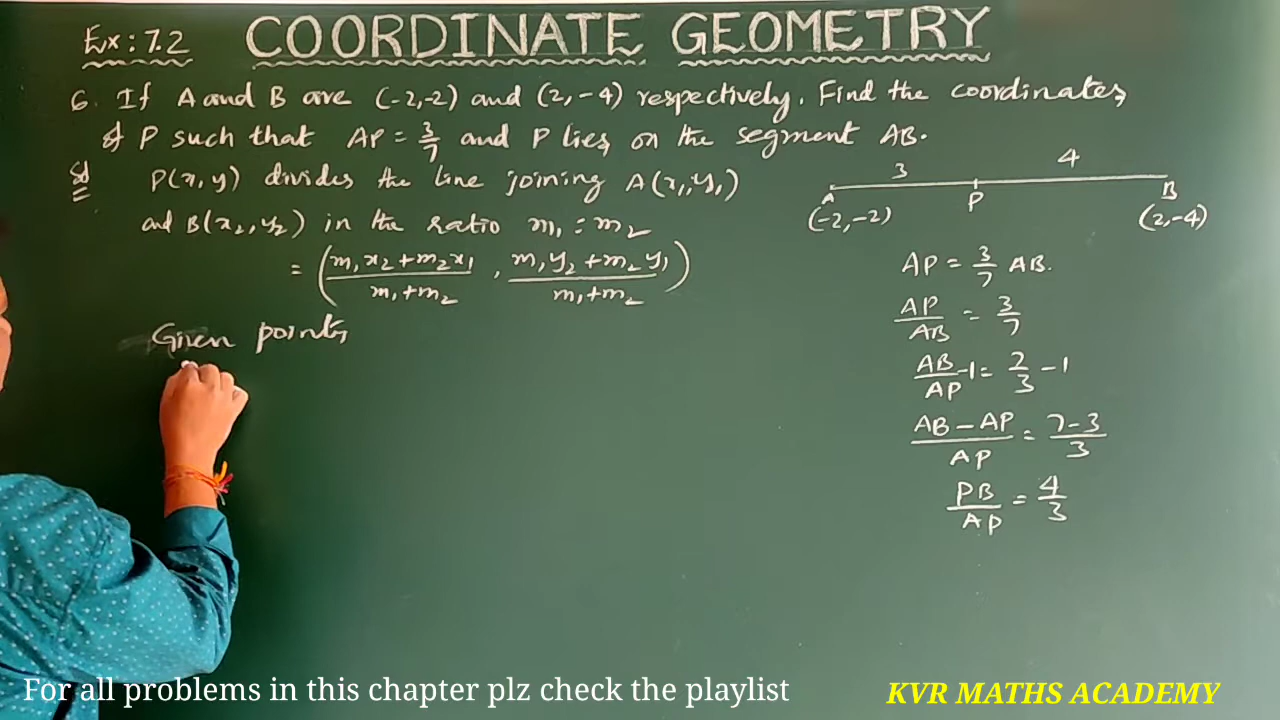 Ex: 7.2 COORDINATE GEOMETRY
6. If A and B are (-2,-2) and (2,-4) respectively. Find the coordinates
of P such that AP = 3/7 and P lies on the segment AB.
Sol P(x,y) divides the line joining A(x₁,y₁)
and B(x₂,y₂) in the ratio m₁ : m₂
= ( (m₁x₂+m₂x₁)/(m₁+m₂) , (m₁y₂+m₂y₁)/(m₁+m₂) )
Given points
3 4
A P B
(-2,-2) (2,-4)
AP = 3/7 AB.
AP/AB = 3/7
AB/AP -1 = 7/3 -1
(AB-AP)/AP = (7-3)/3
PB/AP = 4/3
For all problems in this chapter plz check the playlist
KVR MATHS ACADEMY